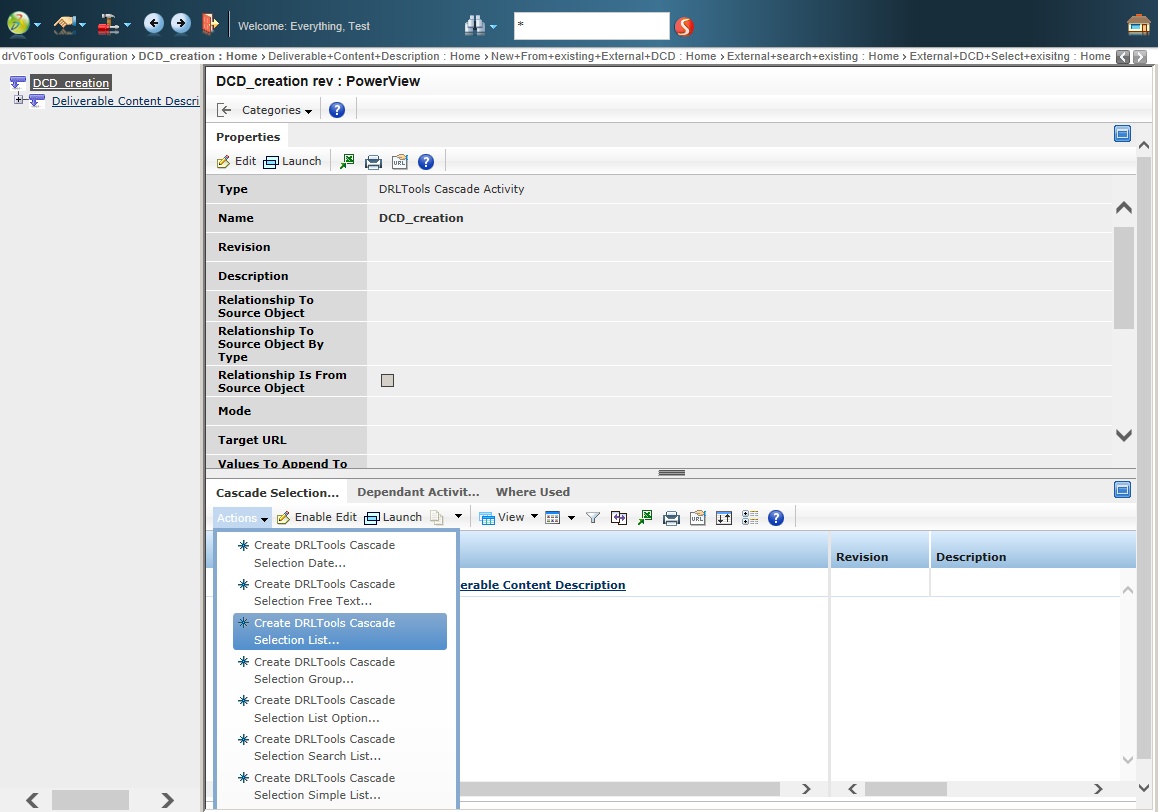 Welcome: Everything, Test
*
drV6Tools Configuration › DCD_creation : Home › Deliverable+Content+Description : Home › New+From+existing+External+DCD : Home › External+search+existing : Home › External+DCD+Select+exisitng : Home
DCD_creation
Deliverable Content Descri
DCD_creation rev : PowerView
Categories
Properties
Edit Launch
Type DRLTools Cascade Activity
Name DCD_creation
Revision
Description
Relationship To
Source Object
Relationship To
Source Object By
Type
Relationship Is From
Source Object
Mode
Target URL
Values To Append To
Cascade Selection... Dependant Activit... Where Used
Actions Enable Edit Launch View
Revision Description
erable Content Description
Create DRLTools Cascade
Selection Date...
Create DRLTools Cascade
Selection Free Text...
Create DRLTools Cascade
Selection List...
Create DRLTools Cascade
Selection Group...
Create DRLTools Cascade
Selection List Option...
Create DRLTools Cascade
Selection Search List...
Create DRLTools Cascade
Selection Simple List...